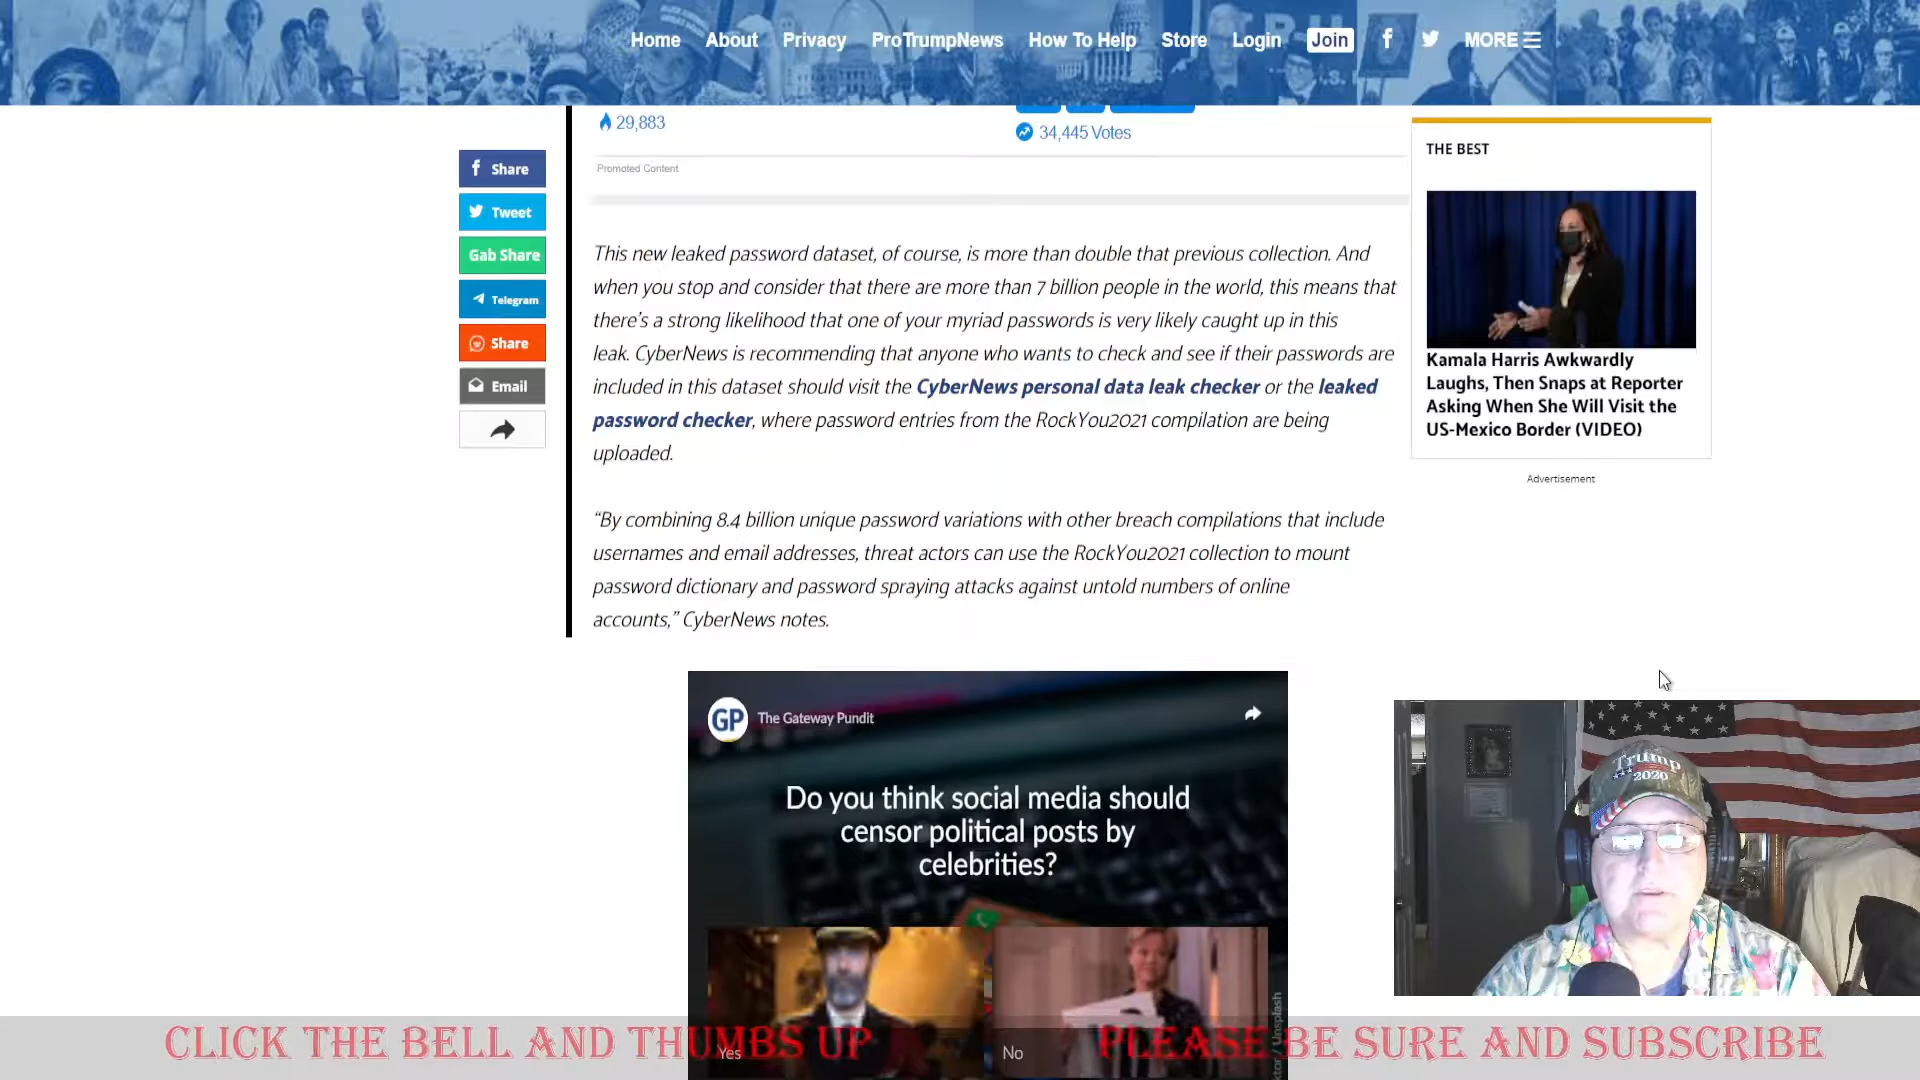 Home About Privacy ProTrumpNews How To Help Store Login Join MORE
29,883
34,445 Votes
Promoted Content
Share
Tweet
Gab Share
Telegram
Share
Email
This new leaked password dataset, of course, is more than double that previous collection. And
when you stop and consider that there are more than 7 billion people in the world, this means that
there's a strong likelihood that one of your myriad passwords is very likely caught up in this
leak. CyberNews is recommending that anyone who wants to check and see if their passwords are
included in this dataset should visit the CyberNews personal data leak checker or the leaked
password checker, where password entries from the RockYou2021 compilation are being
uploaded.
“By combining 8.4 billion unique password variations with other breach compilations that include
usernames and email addresses, threat actors can use the RockYou2021 collection to mount
password dictionary and password spraying attacks against untold numbers of online
accounts,” CyberNews notes.
THE BEST
Kamala Harris Awkwardly
Laughs, Then Snaps at Reporter
Asking When She Will Visit the
US-Mexico Border (VIDEO)
Advertisement
GP The Gateway Pundit
Do you think social media should
censor political posts by
celebrities?
Yes
No
/ Unsplash
Trump
2020
CLICK THE BELL AND THUMBS UP
PLEASE BE SURE AND SUBSCRIBE